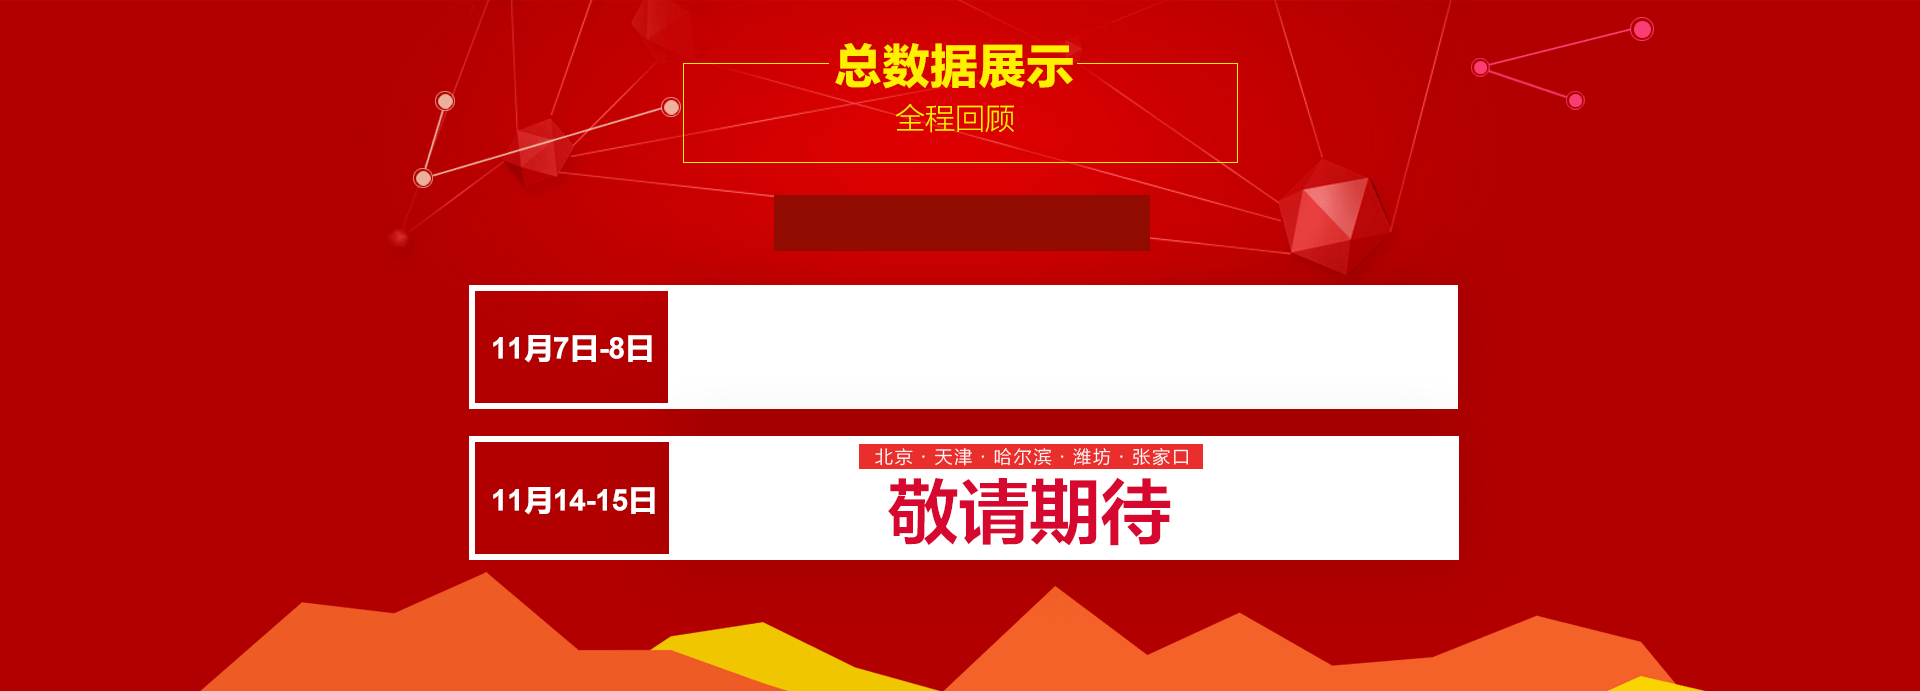 总数据展示
全程回顾
11月7日-8日
北京 · 天津 · 哈尔滨 · 潍坊 · 张家口
11月14-15日
敬请期待